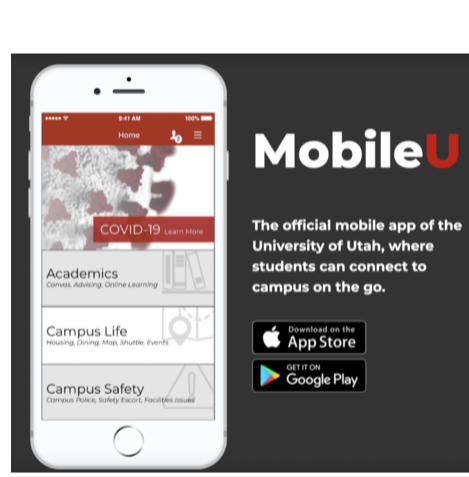 9:41 AM
100%
Home
COVID-19 Learn More
Academics
Canvas, Advising, Online Learning
Campus Life
Housing, Dining, Map, Shuttle, Events
Campus Safety
Campus Police, Safety Escort, Facilities Issues
MobileU
The official mobile app of the
University of Utah, where
students can connect to
campus on the go.
Download on the
App Store
GET IT ON
Google Play